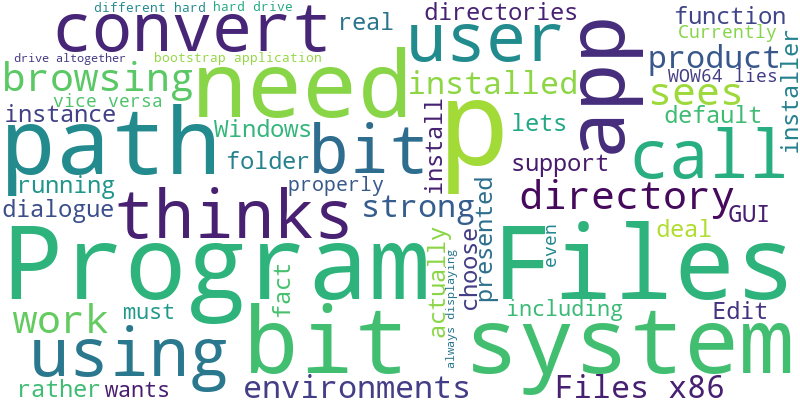 different hard
hard drive
convert
real
directories
function
Currently
drive altogether
bootstrap application
user
app
product
installer
browsing
need
installed
WOW64 lies
sees
vice versa
instance
path
Windows
bit
p
install
lets
default
call
folder
support
running
properly
dialogue
thinks
strong
directory
GUI
presented
choose
Program
Files
actually
always displaying
even
deal
fact
work
must
bit
system
including
Edit
using
rather
wants
environments
Files x86